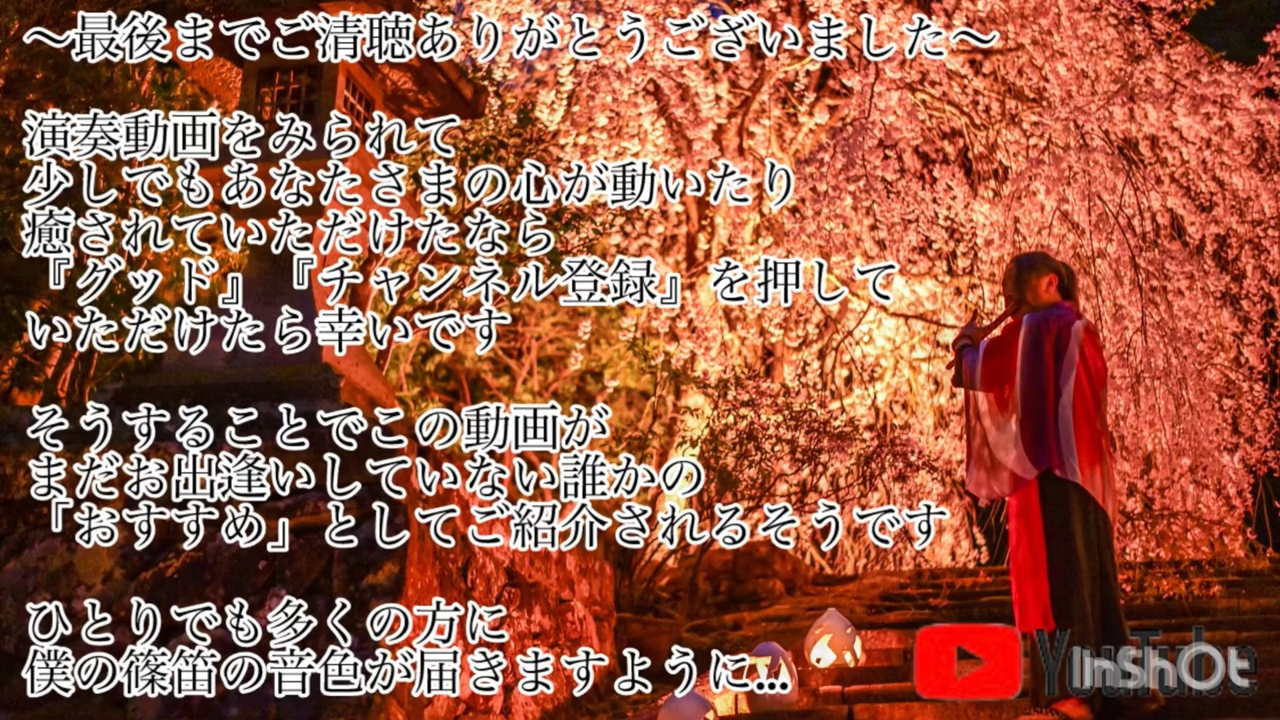 ～最後までご清聴ありがとうございました～
演奏動画をみられて
少しでもあなたさまの心が動いたり
癒されていただけたなら
『グッド』『チャンネル登録』を押して
いただけたら幸いです
そうすることでこの動画が
まだお出逢いしていない誰かの
「おすすめ」としてご紹介されるそうです
ひとりでも多くの方に
僕の篠笛の音色が届きますように...
YouTube
InShOt